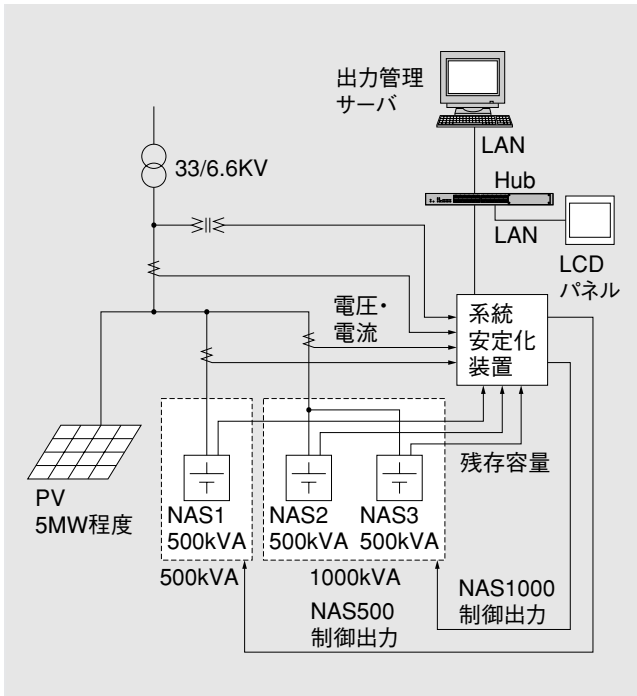 出力管理
サーバ
LAN
33/6.6KV
Hub
LAN
LCD
パネル
電圧・
電流
系統
安定化
装置
残存容量
PV
5MW程度
NAS1
500kVA
NAS2
500kVA
NAS3
500kVA
500kVA
1000kVA
NAS1000
制御出力
NAS500
制御出力